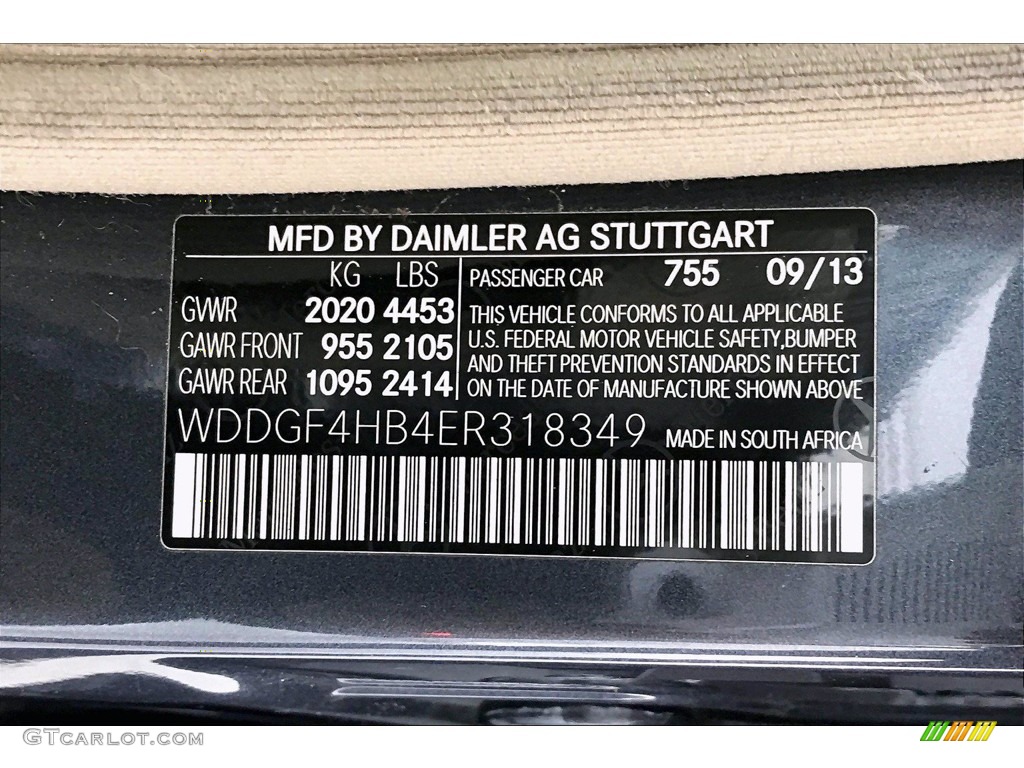 MFD BY DAIMLER AG STUTTGART
KG LBS
GVWR 2020 4453
GAWR FRONT 955 2105
GAWR REAR 1095 2414
PASSENGER CAR 755 09/13
THIS VEHICLE CONFORMS TO ALL APPLICABLE
U.S. FEDERAL MOTOR VEHICLE SAFETY,BUMPER
AND THEFT PREVENTION STANDARDS IN EFFECT
ON THE DATE OF MANUFACTURE SHOWN ABOVE
WDDGF4HB4ER318349 MADE IN SOUTH AFRICA
GTCARLOT.COM